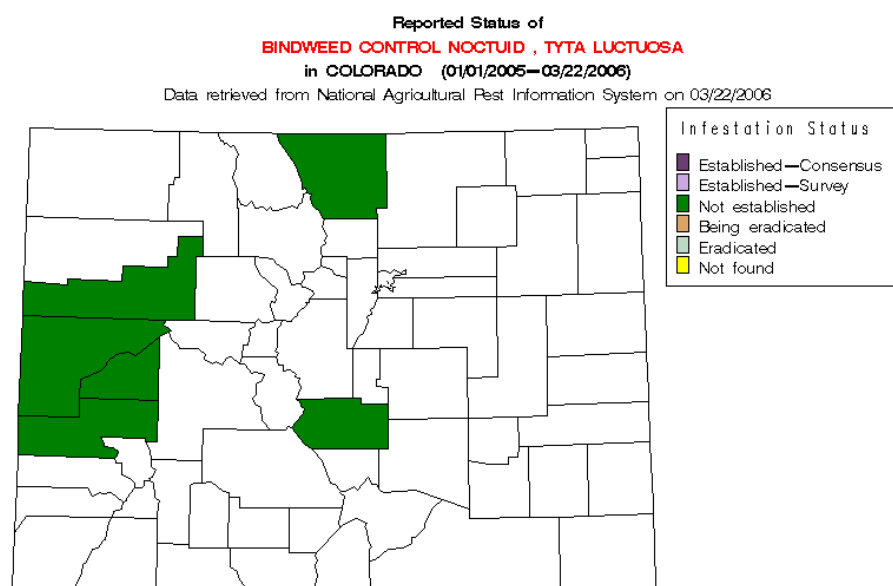 Reported Status of
BINDWEED CONTROL NOCTUID , TYTA LUCTUOSA
in COLORADO (01/01/2005—03/22/2006)
Data retrieved from National Agricultural Pest Information System on 03/22/2006
Infestation Status
Established—Consensus
Established—Survey
Not established
Being eradicated
Eradicated
Not found